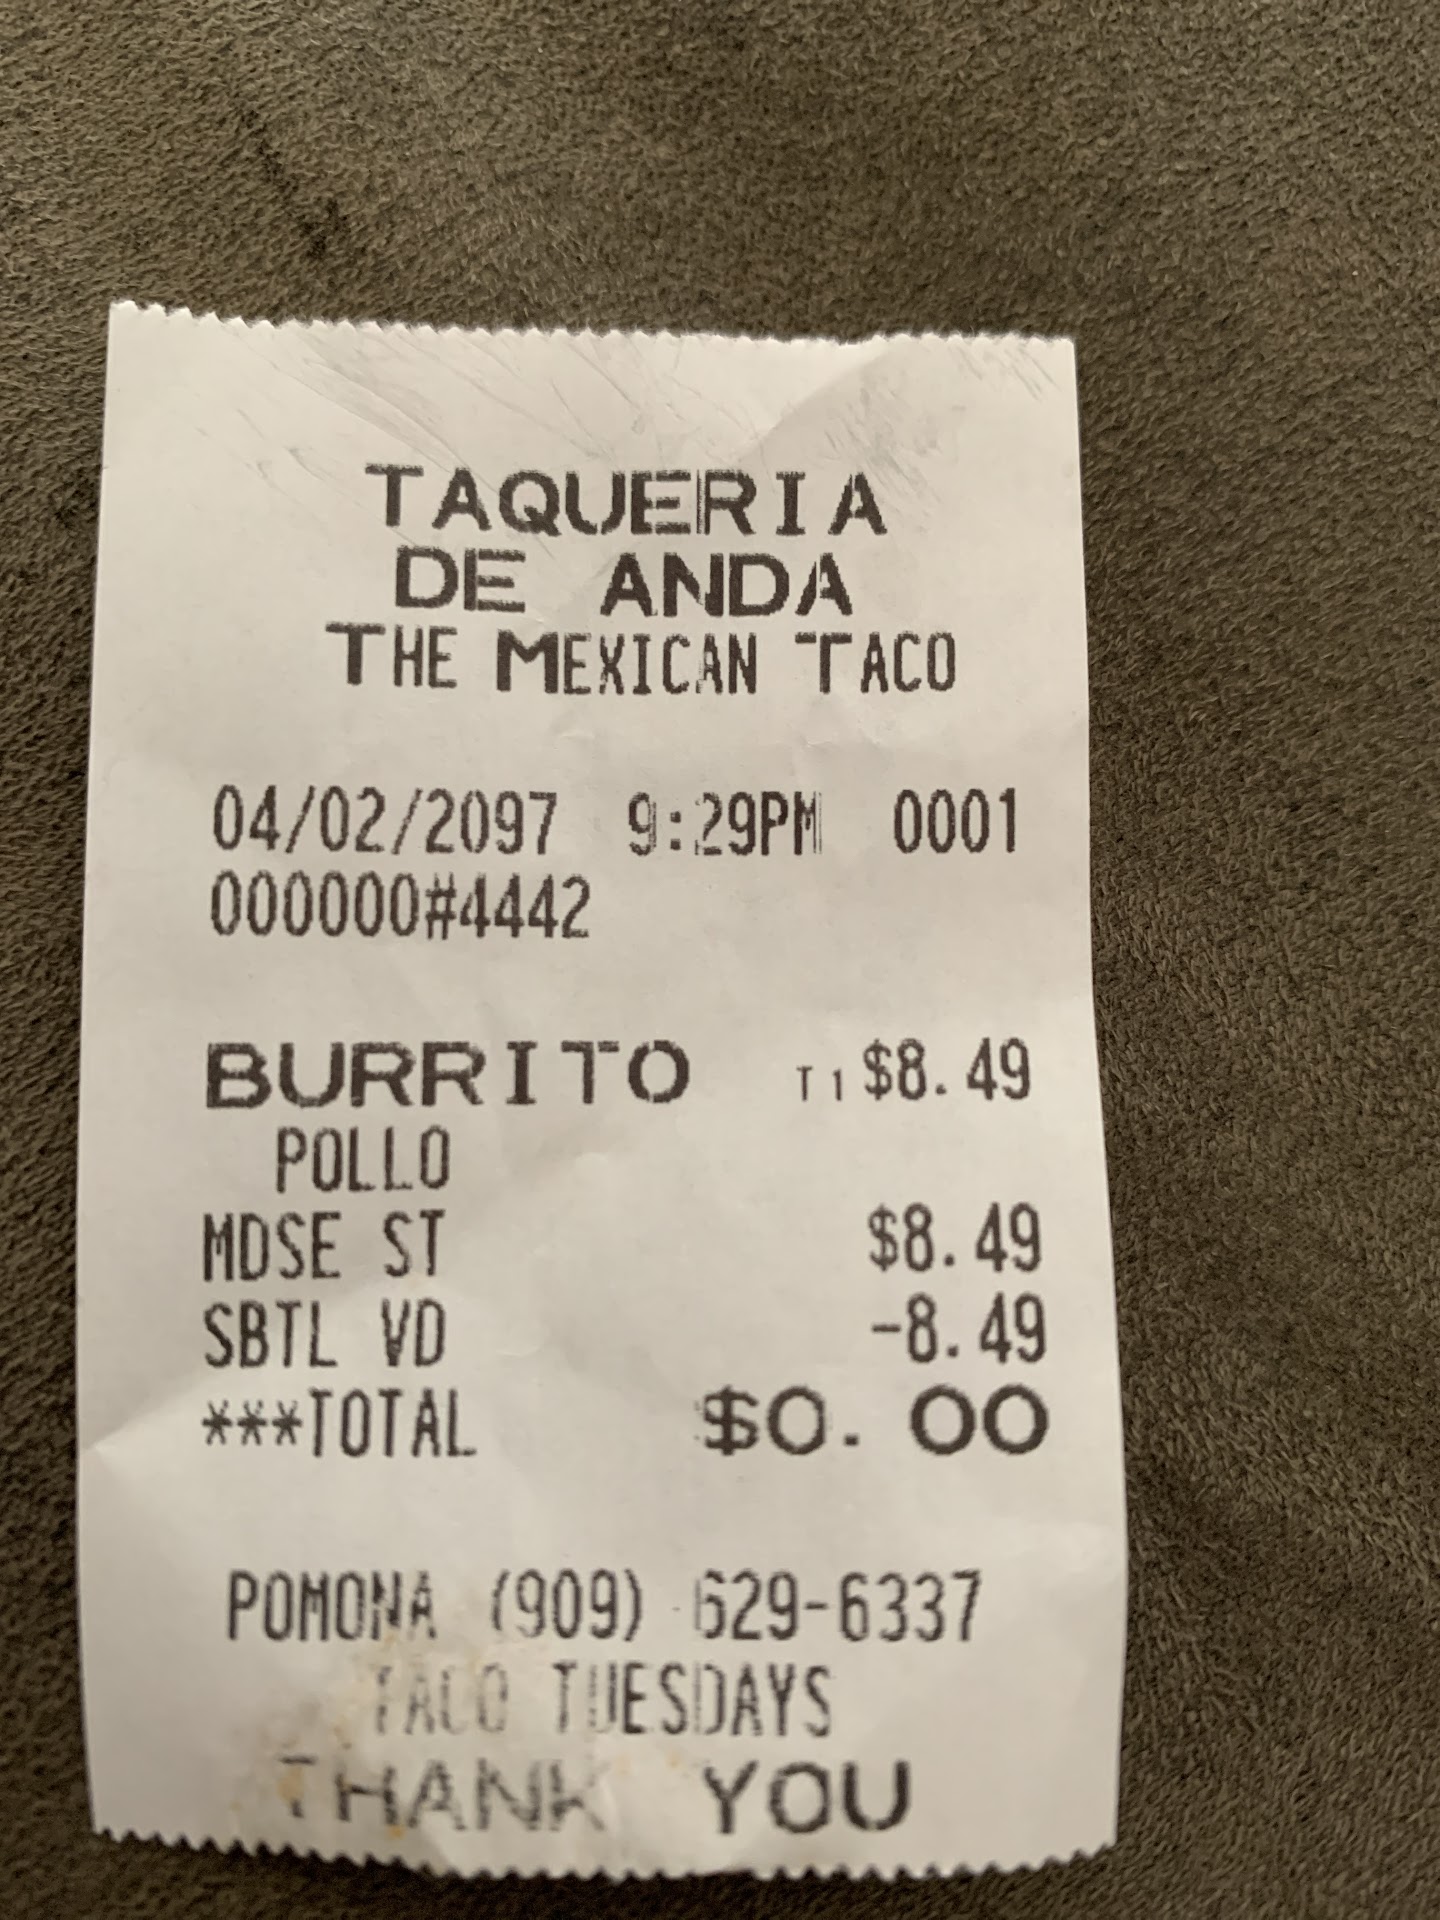 TAQUERIA
DE ANDA
THE MEXICAN TACO
04/02/2097 9:29PM 0001
000000#4442
BURRITO T1 $8.49
POLLO
MDSE ST $8.49
SBTL VD -8.49
***TOTAL $0.00
POMONA (909) 629-6337
TACO TUESDAYS
THANK YOU